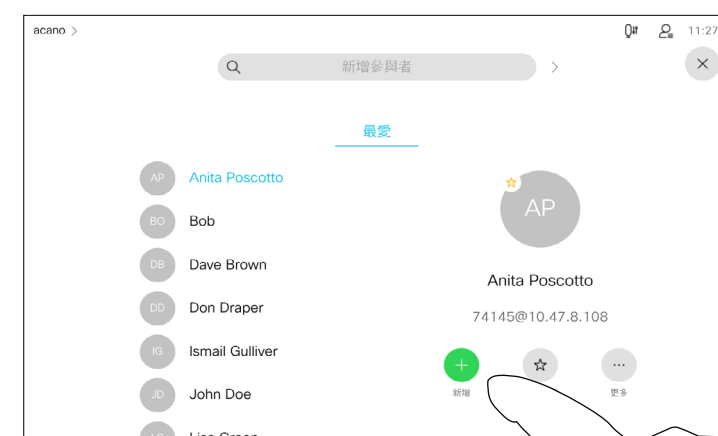 acano >
11:27
新增參與者
最愛
AP Anita Poscotto
BO Bob
DB Dave Brown
DD Don Draper
IG Ismail Gulliver
JD John Doe
AP
Anita Poscotto
74145@10.47.8.108
新增
更多